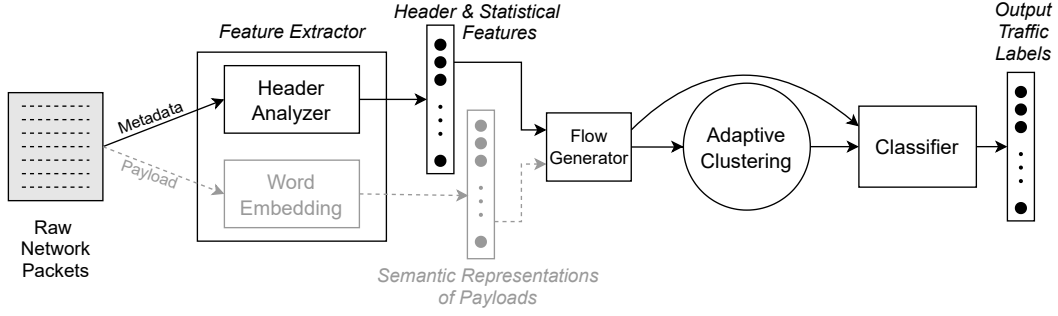 Feature Extractor
Header & Statistical
Features
Output
Traffic
Labels
Metadata
Header
Analyzer
Payload
Word
Embedding
Flow
Generator
Adaptive
Clustering
Classifier
Raw
Network
Packets
Semantic Representations
of Payloads